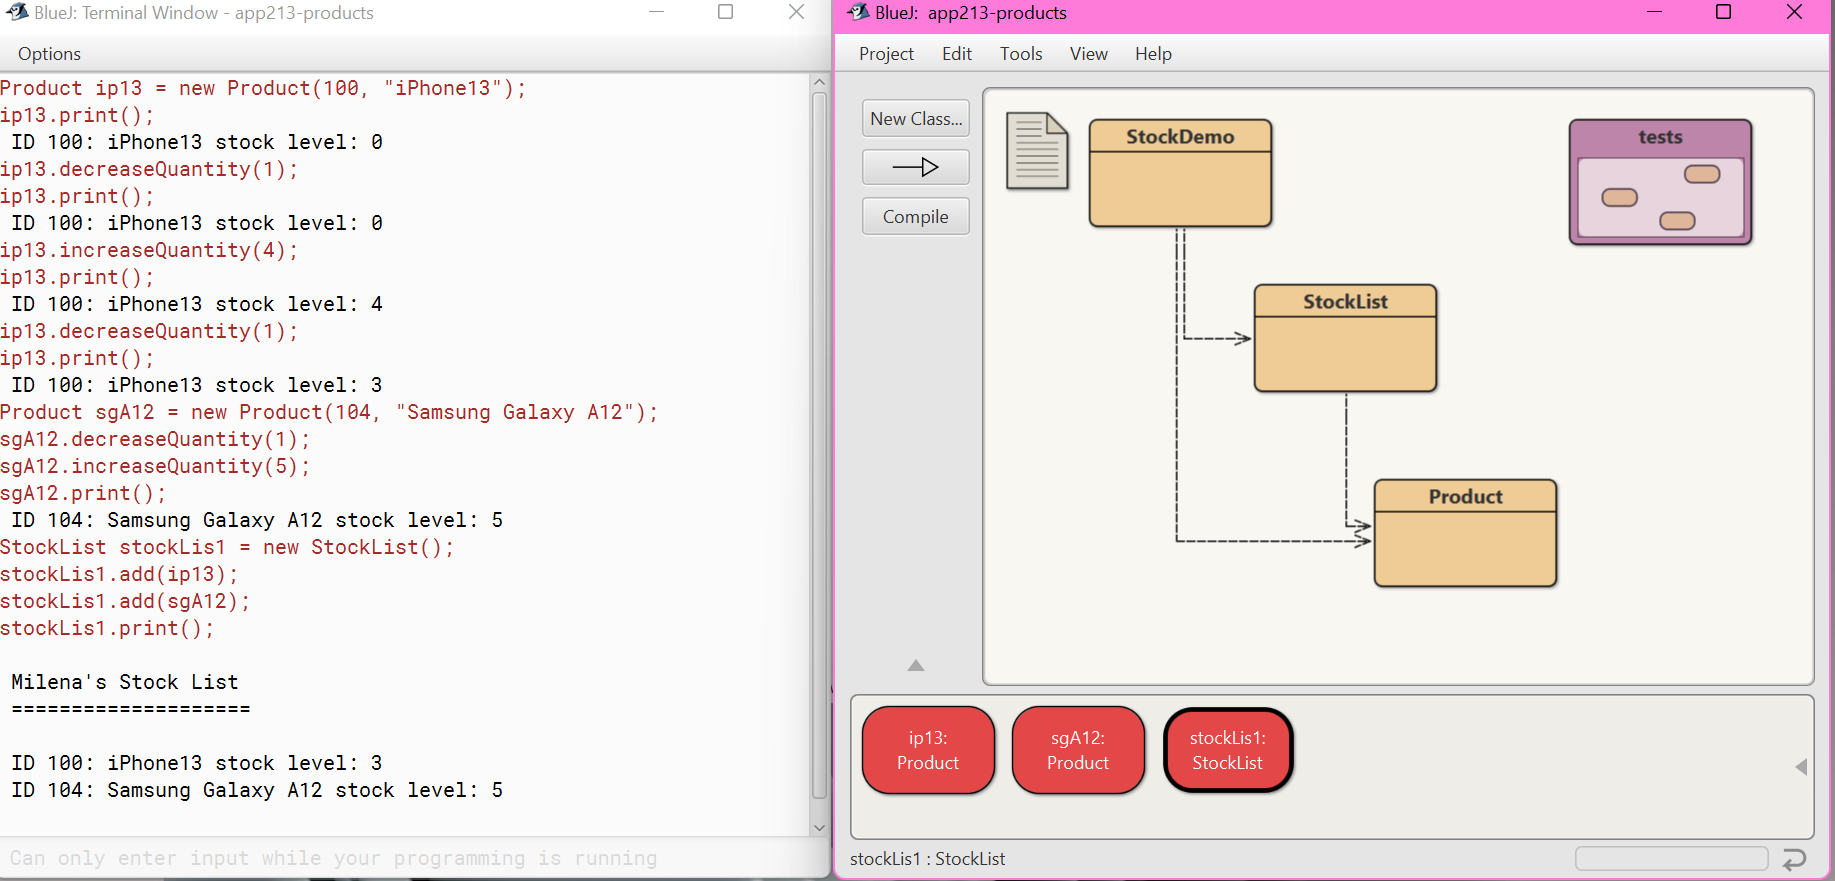 BlueJ: Terminal Window - app213-products
Options
Product ip13 = new Product(100, "iPhone13");
ip13.print();
ID 100: iPhone13 stock level: 0
ip13.decreaseQuantity(1);
ip13.print();
ID 100: iPhone13 stock level: 0
ip13.increaseQuantity(4);
ip13.print();
ID 100: iPhone13 stock level: 4
ip13.decreaseQuantity(1);
ip13.print();
ID 100: iPhone13 stock level: 3
Product sgA12 = new Product(104, "Samsung Galaxy A12");
sgA12.decreaseQuantity(1);
sgA12.increaseQuantity(5);
sgA12.print();
ID 104: Samsung Galaxy A12 stock level: 5
StockList stockLis1 = new StockList();
stockLis1.add(ip13);
stockLis1.add(sgA12);
stockLis1.print();
Milena's Stock List
====================
ID 100: iPhone13 stock level: 3
ID 104: Samsung Galaxy A12 stock level: 5
Can only enter input while your programming is running
BlueJ: app213-products
Project Edit Tools View Help
New Class...
Compile
StockDemo
tests
StockList
Product
ip13:
Product
sgA12:
Product
stockLis1:
StockList
stockLis1 : StockList